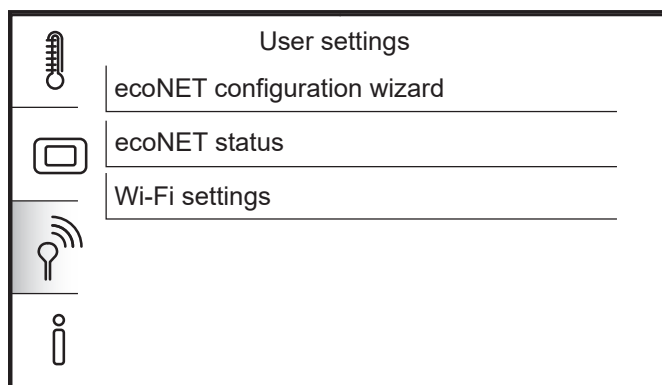 User settings
ecoNET configuration wizard
ecoNET status
Wi-Fi settings